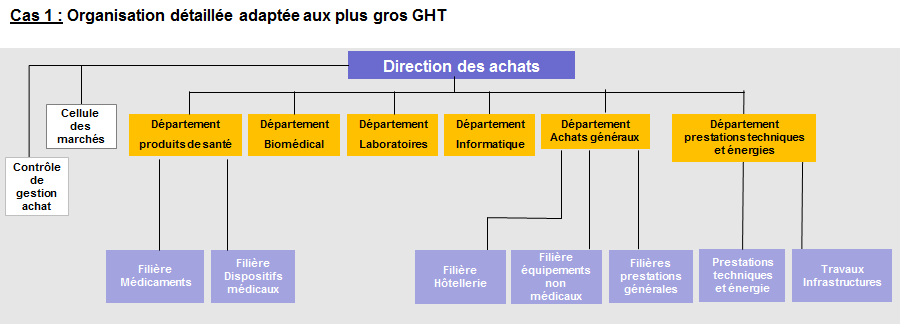 Cas 1 : Organisation détaillée adaptée aux plus gros GHT
Direction des achats
Cellule
des
marchés
Contrôle
de
gestion
achat
Département
produits de santé
Département
Biomédical
Département
Laboratoires
Département
Informatique
Département
Achats généraux
Département
prestations techniques
et énergies
Filière
Médicaments
Filière
Dispositifs
médicaux
Filière
Hôtellerie
Filière
équipements
non
médicaux
Filières
prestations
générales
Prestations
techniques
et énergie
Travaux
Infrastructures